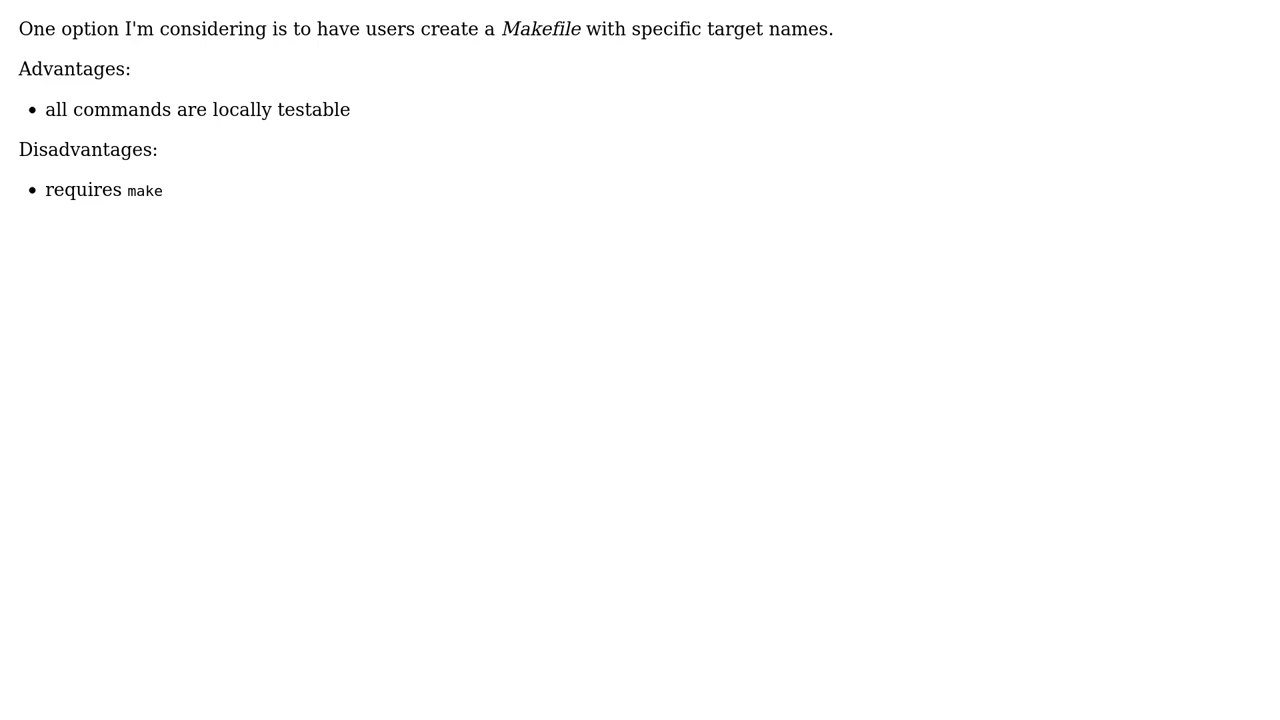 One option I'm considering is to have users create a Makefile with specific target names.
Advantages:
• all commands are locally testable
Disadvantages:
• requires make